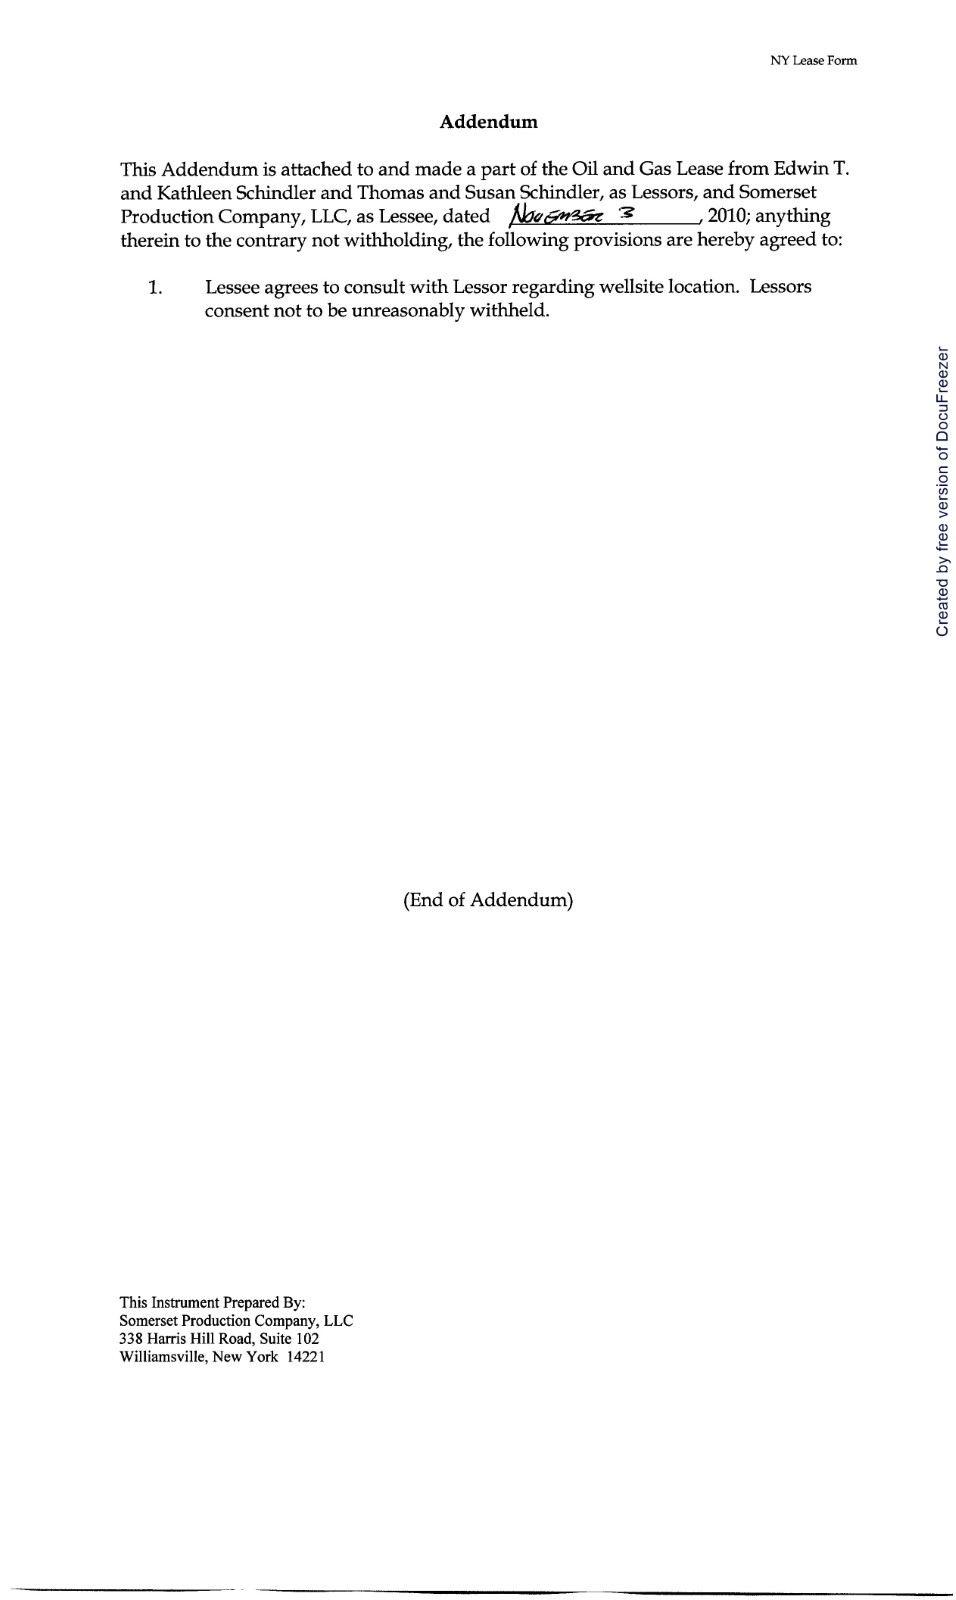 NY Lease Form
Addendum
This Addendum is attached to and made a part of the Oil and Gas Lease from Edwin T.
and Kathleen Schindler and Thomas and Susan Schindler, as Lessors, and Somerset
Production Company, LLC, as Lessee, dated November 3, 2010; anything
therein to the contrary not withholding, the following provisions are hereby agreed to:
1. Lessee agrees to consult with Lessor regarding wellsite location. Lessors
consent not to be unreasonably withheld.
Created by free version of DocuFreezer
(End of Addendum)
This Instrument Prepared By:
Somerset Production Company, LLC
338 Harris Hill Road, Suite 102
Williamsville, New York 14221